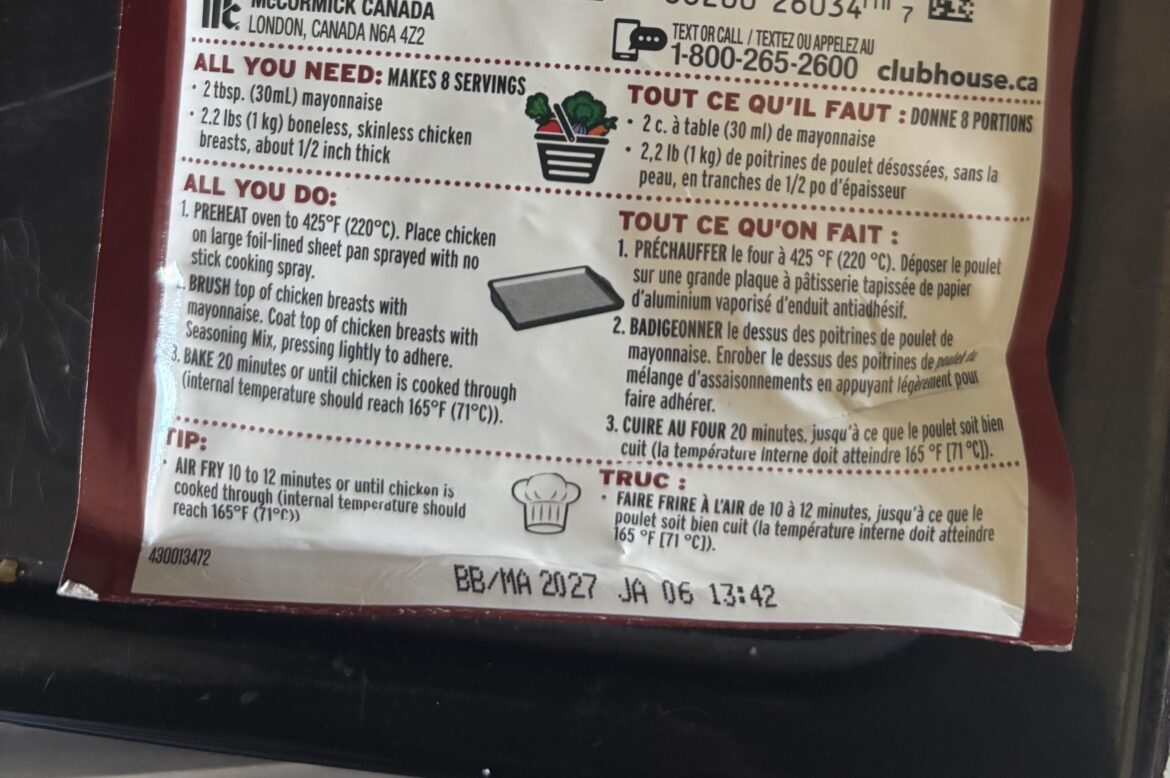 McCORMICK CANADA
LONDON, CANADA N6A 4Z2
7
TEXT OR CALL / TEXTEZ OU APPELEZ AU
1-800-265-2600 clubhouse.ca
ALL YOU NEED: MAKES 8 SERVINGS
• 2 tbsp. (30mL) mayonnaise
• 2.2 lbs (1 kg) boneless, skinless chicken
breasts, about 1/2 inch thick
ALL YOU DO:
1. PREHEAT oven to 425°F (220°C). Place chicken
on large foil-lined sheet pan sprayed with no
stick cooking spray.
. BRUSH top of chicken breasts with
mayonnaise. Coat top of chicken breasts with
Seasoning Mix, pressing lightly to adhere.
3. BAKE 20 minutes or until chicken is cooked through
(internal temperature should reach 165°F (71°C)).
TIP:
• AIR FRY 10 to 12 minutes or until chicken is
cooked through (internal temperature should
reach 165°F (71°C))
430013472
TOUT CE QU'IL FAUT : DONNE 8 PORTIONS
• 2 c. à table (30 ml) de mayonnaise
• 2,2 lb (1 kg) de poitrines de poulet désossées, sans la
peau, en tranches de 1/2 po d'épaisseur
TOUT CE QU'ON FAIT :
1. PRÉCHAUFFER le four à 425 °F (220 °C). Déposer le poulet
sur une grande plaque à pâtisserie tapissée de papier
d'aluminium vaporisé d'enduit antiadhésif.
2. BADIGEONNER le dessus des poitrines de poulet de
mayonnaise. Enrober le dessus des poitrines de poulet de
mélange d'assaisonnements en appuyant légèrement pour
faire adhérer.
3. CUIRE AU FOUR 20 minutes, jusqu'à ce que le poulet soit bien
cuit (la température interne doit atteindre 165 °F [71 °C]).
TRUC :
• FAIRE FRIRE À L'AIR de 10 à 12 minutes, jusqu'à ce que le
poulet soit bien cuit (la température interne doit atteindre
165 °F [71 °C]).
BB/MA 2027 JA 06 13:42